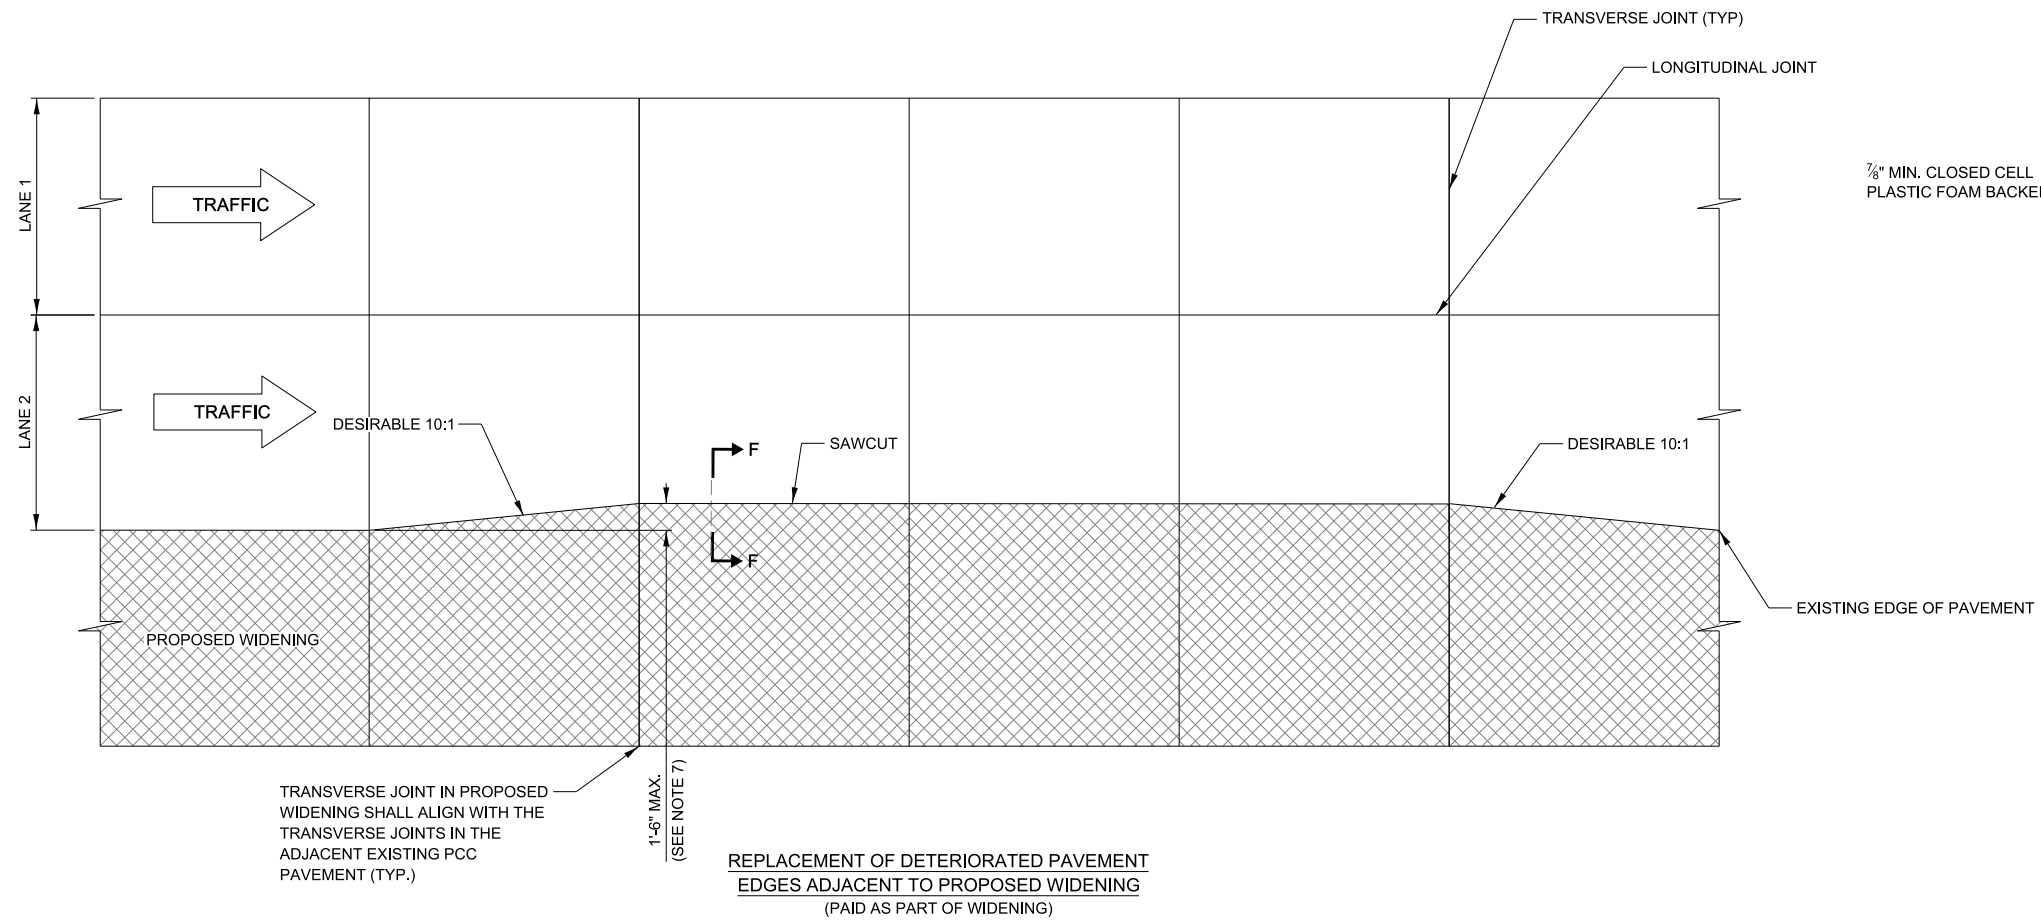 TRANSVERSE JOINT (TYP)
LONGITUDINAL JOINT
⅞" MIN. CLOSED CELL
PLASTIC FOAM BACKE
LANE 1
TRAFFIC
LANE 2
TRAFFIC
DESIRABLE 10:1
F
SAWCUT
DESIRABLE 10:1
F
EXISTING EDGE OF PAVEMENT
PROPOSED WIDENING
TRANSVERSE JOINT IN PROPOSED
WIDENING SHALL ALIGN WITH THE
TRANSVERSE JOINTS IN THE
ADJACENT EXISTING PCC
PAVEMENT (TYP.)
1'-6" MAX.
(SEE NOTE 7)
REPLACEMENT OF DETERIORATED PAVEMENT
EDGES ADJACENT TO PROPOSED WIDENING
(PAID AS PART OF WIDENING)